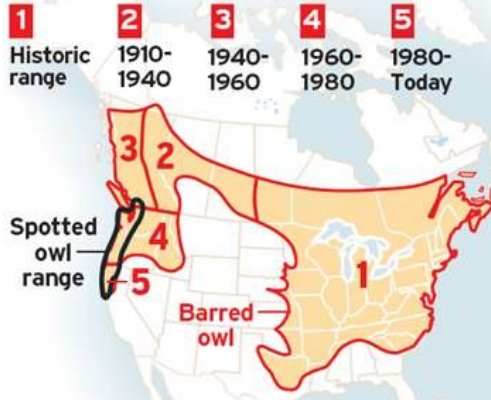 1 2 3 4 5
Historic range
1910-1940
1940-1960
1960-1980
1980-Today
3 2
Spotted
owl
range
4
5
1
Barred
owl